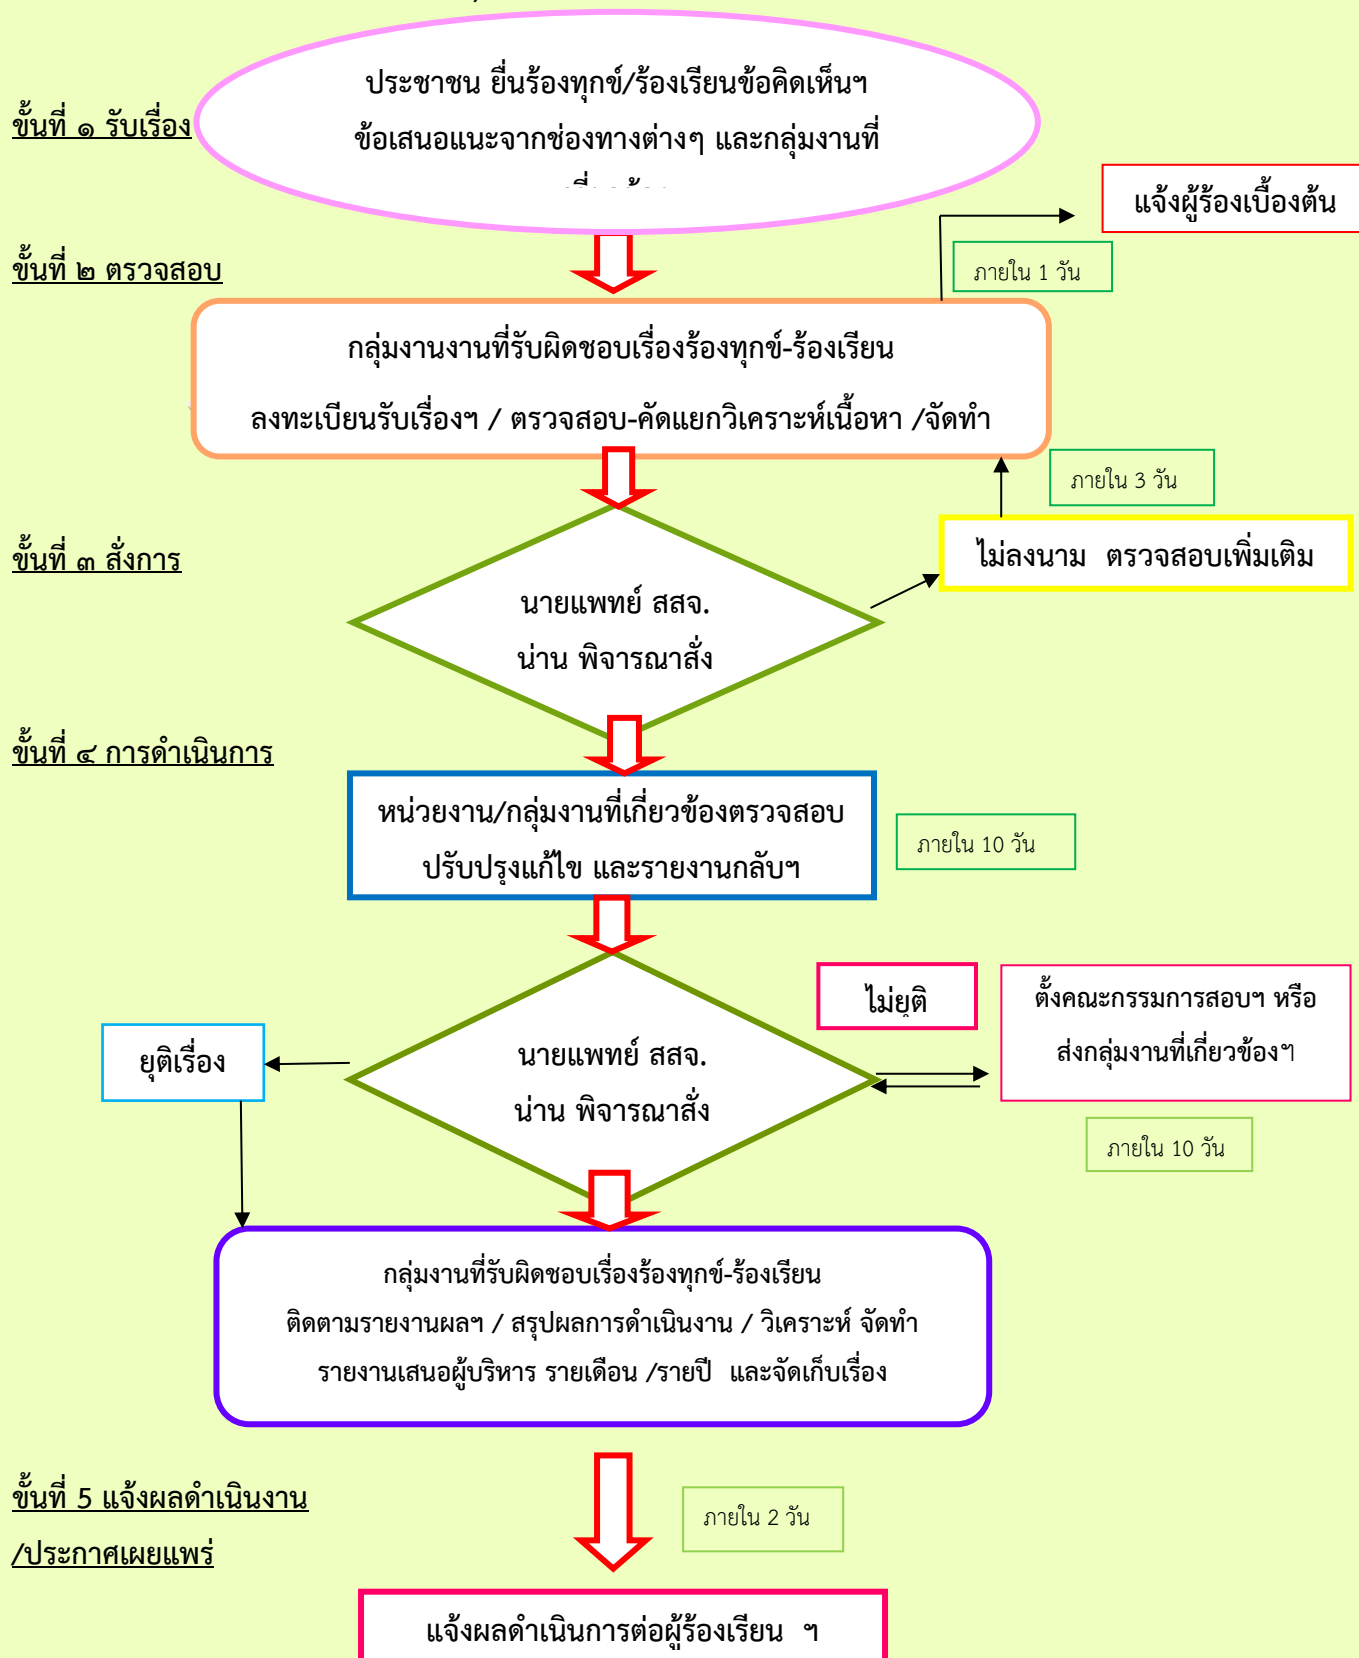 ประชาชน ยื่นร้องทุกข์/ร้องเรียนข้อคิดเห็นฯ
ขั้นที่ ๑ รับเรื่อง
ข้อเสนอแนะจากช่องทางต่างๆ และกลุ่มงานที่
แจ้งผู้ร้องเบื้องต้น
ขั้นที่ ๒ ตรวจสอบ
ภายใน 1 วัน
กลุ่มงานงานที่รับผิดชอบเรื่องร้องทุกข์-ร้องเรียน
ลงทะเบียนรับเรื่องฯ / ตรวจสอบ-คัดแยกวิเคราะห์เนื้อหา /จัดทำ
ภายใน 3 วัน
ขั้นที่ ๓ สั่งการ
ไม่ลงนาม ตรวจสอบเพิ่มเติม
นายแพทย์ สสจ.
น่าน พิจารณาสั่ง
ขั้นที่ ๔ การดำเนินการ
หน่วยงาน/กลุ่มงานที่เกี่ยวข้องตรวจสอบ
ปรับปรุงแก้ไข และรายงานกลับฯ
ภายใน 10 วัน
ไม่ยุติ
ตั้งคณะกรรมการสอบฯ หรือ
ส่งกลุ่มงานที่เกี่ยวข้องฯ
ยุติเรื่อง
นายแพทย์ สสจ.
น่าน พิจารณาสั่ง
ภายใน 10 วัน
กลุ่มงานที่รับผิดชอบเรื่องร้องทุกข์-ร้องเรียน
ติดตามรายงานผลฯ / สรุปผลการดำเนินงาน / วิเคราะห์ จัดทำ
รายงานเสนอผู้บริหาร รายเดือน /รายปี และจัดเก็บเรื่อง
ขั้นที่ 5 แจ้งผลดำเนินงาน
/ประกาศเผยแพร่
ภายใน 2 วัน
แจ้งผลดำเนินการต่อผู้ร้องเรียน ฯ